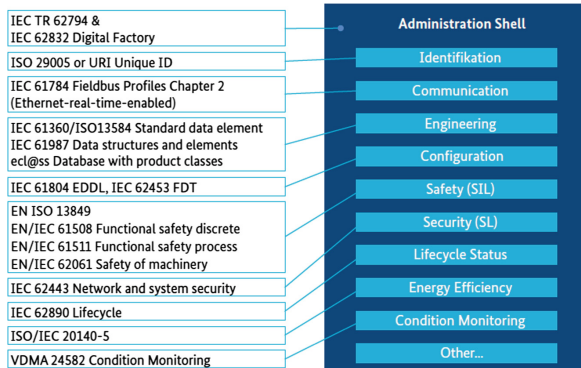 IEC TR 62794 &
IEC 62832 Digital Factory
ISO 29005 or URI Unique ID
IEC 61784 Fieldbus Profiles Chapter 2
(Ethernet-real-time-enabled)
IEC 61360/ISO13584 Standard data element
IEC 61987 Data structures and elements
ecl@ss Database with product classes
IEC 61804 EDDL, IEC 62453 FDT
EN ISO 13849
EN/IEC 61508 Functional safety discrete
EN/IEC 61511 Functional safety process
EN/IEC 62061 Safety of machinery
IEC 62443 Network and system security
IEC 62890 Lifecycle
ISO/IEC 20140-5
VDMA 24582 Condition Monitoring
Administration Shell
Identifikation
Communication
Engineering
Configuration
Safety (SIL)
Security (SL)
Lifecycle Status
Energy Efficiency
Condition Monitoring
Other...